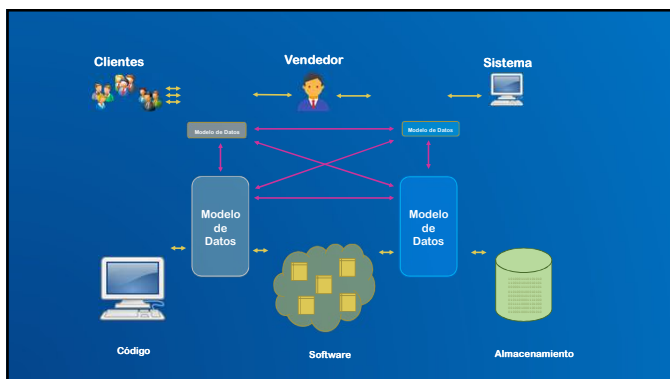 Clientes
Vendedor
Sistema
Modelo de Datos
Modelo de Datos
Modelo
de
Datos
Modelo
de
Datos
Código
Software
Almacenamiento